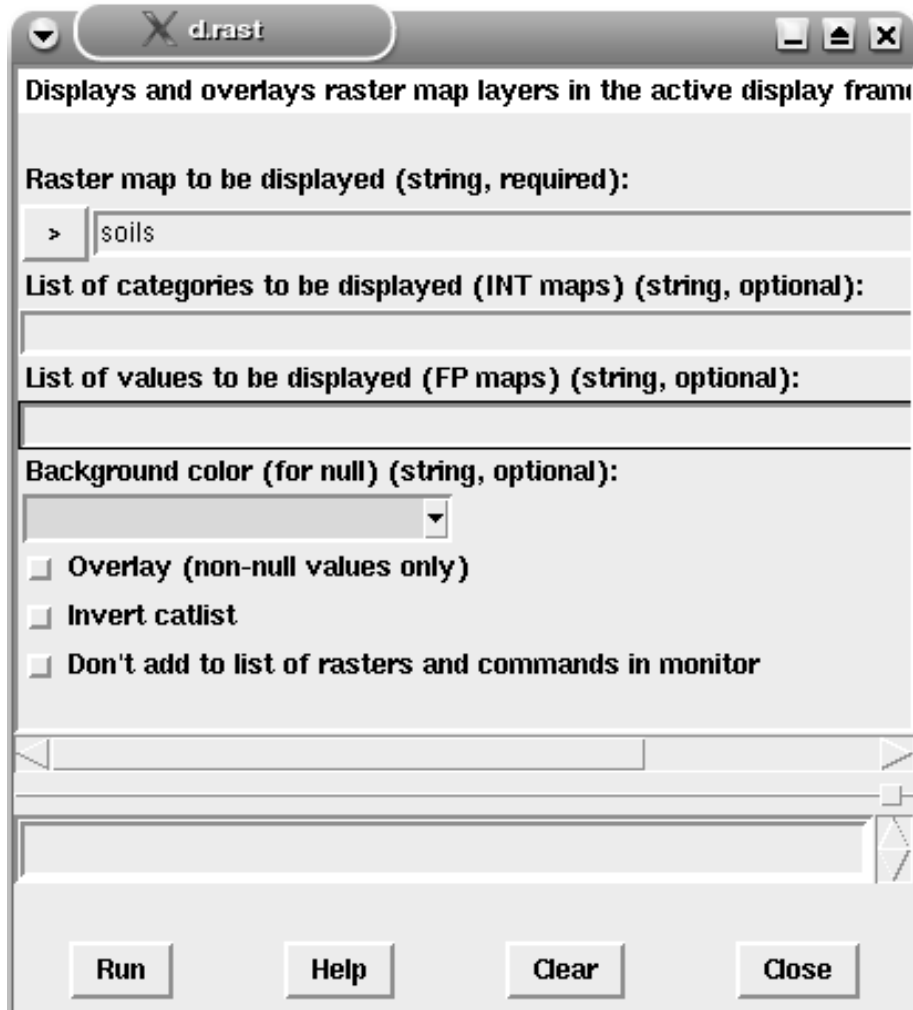 d.rast
Displays and overlays raster map layers in the active display frame
Raster map to be displayed (string, required):
> soils
List of categories to be displayed (INT maps) (string, optional):
List of values to be displayed (FP maps) (string, optional):
Background color (for null) (string, optional):
Overlay (non-null values only)
Invert catlist
Don't add to list of rasters and commands in monitor
Run Help Clear Close